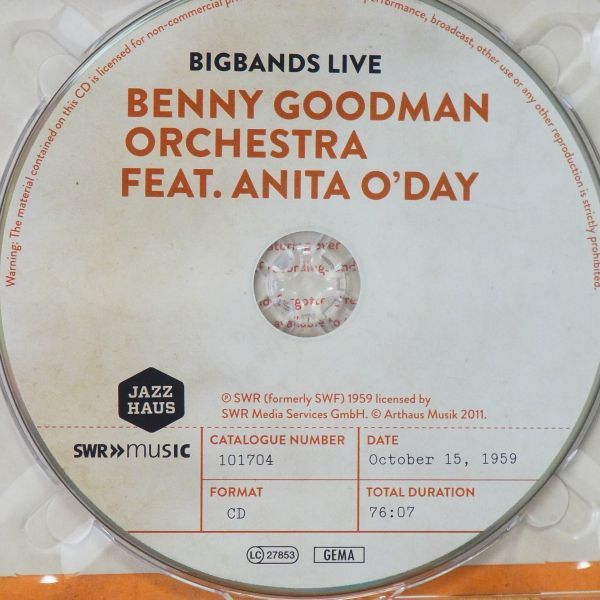 Warning: The material contained on this CD is licensed for non-commercial pr
performance, broadcast, other use or any other reproduction is strictly prohibited.
BIGBANDS LIVE
BENNY GOODMAN
ORCHESTRA
FEAT. ANITA O'DAY
over
recordings
JAZZ
HAUS
℗ SWR (formerly SWF) 1959 licensed by
SWR Media Services GmbH. © Arthaus Musik 2011.
SWR»music
CATALOGUE NUMBER
101704
DATE
October 15, 1959
FORMAT
CD
TOTAL DURATION
76:07
LC 27853
GEMA